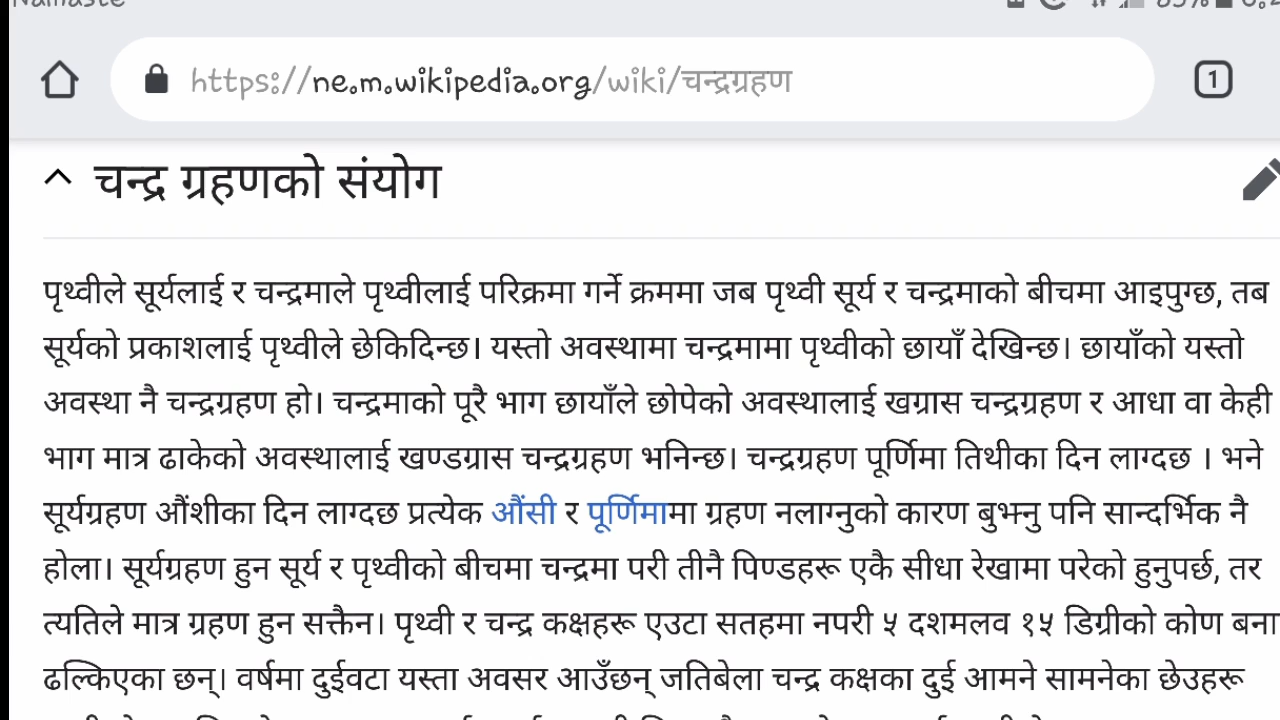 Namaste
https://ne.m.wikipedia.org/wiki/चन्द्रग्रहण
1
चन्द्र ग्रहणको संयोग
पृथ्वीले सूर्यलाई र चन्द्रमाले पृथ्वीलाई परिक्रमा गर्ने क्रममा जब पृथ्वी सूर्य र चन्द्रमाको बीचमा आइपुग्छ, तब
सूर्यको प्रकाशलाई पृथ्वीले छेकिदिन्छ। यस्तो अवस्थामा चन्द्रमामा पृथ्वीको छायाँ देखिन्छ। छायाँको यस्तो
अवस्था नै चन्द्रग्रहण हो। चन्द्रमाको पूरै भाग छायाँले छोपेको अवस्थालाई खग्रास चन्द्रग्रहण र आधा वा केही
भाग मात्र ढाकेको अवस्थालाई खण्डग्रास चन्द्रग्रहण भनिन्छ। चन्द्रग्रहण पूर्णिमा तिथीका दिन लाग्दछ । भने
सूर्यग्रहण औंशीका दिन लाग्दछ प्रत्येक औंसी र पूर्णिमामा ग्रहण नलाग्नुको कारण बुझ्नु पनि सान्दर्भिक नै
होला। सूर्यग्रहण हुन सूर्य र पृथ्वीको बीचमा चन्द्रमा परी तीनै पिण्डहरू एकै सीधा रेखामा परेको हुनुपर्छ, तर
त्यतिले मात्र ग्रहण हुन सक्तैन। पृथ्वी र चन्द्र कक्षहरू एउटा सतहमा नपरी ५ दशमलव १५ डिग्रीको कोण बना
ढल्किएका छन्। वर्षमा दुईवटा यस्ता अवसर आउँछन् जतिबेला चन्द्र कक्षका दुई आमने सामनेका छेउहरू